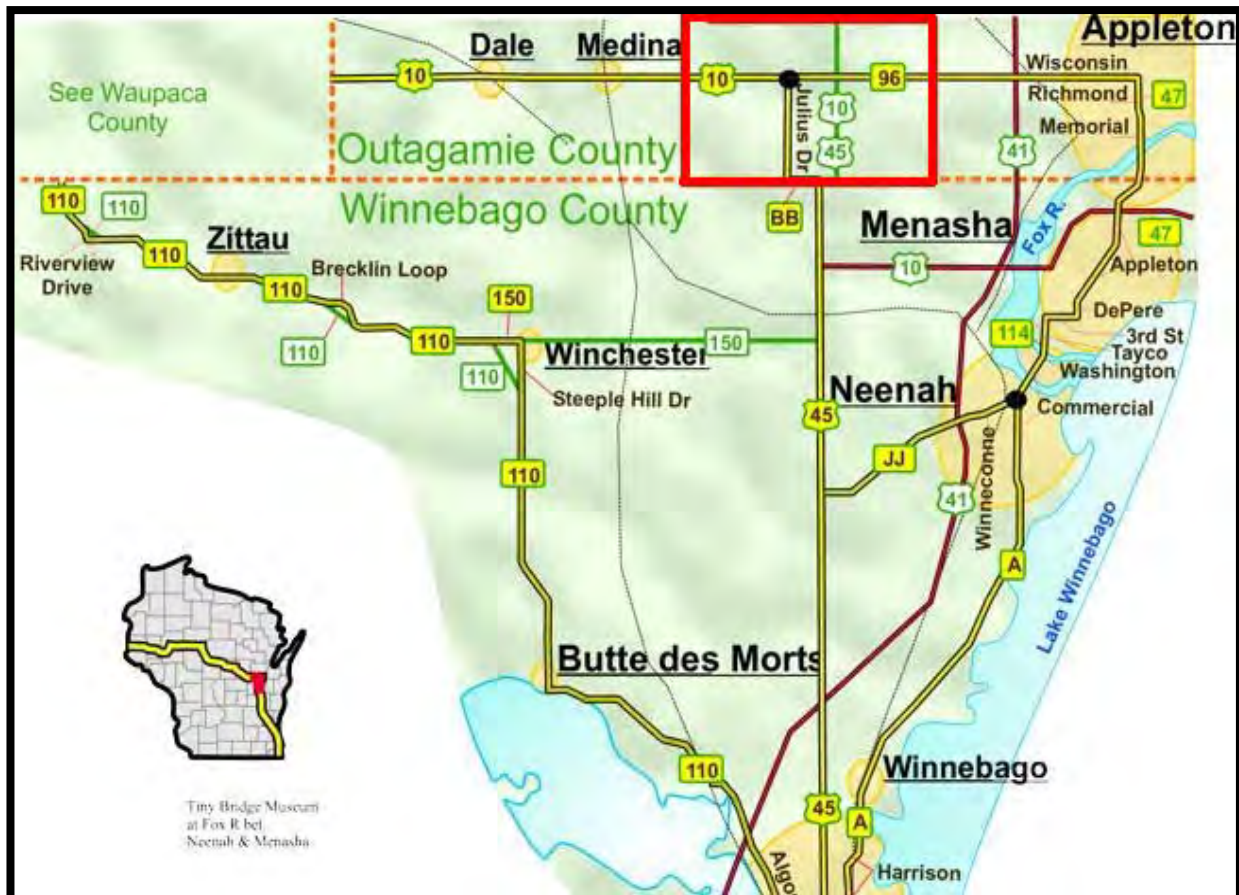 Appleton
Dale
Medina
10
10
96
Wisconsin
Richmond
47
Memorial
See Waupaca
County
Julius Dr
10
45
41
Outagamie County
Winnebago County
110
110
BB
Fox R.
Menasha
47
Zittau
110
Riverview
Drive
Brecklin Loop
110
10
Appleton
150
DePere
110
110
150
114
3rd St
Tayco
Washington
Winchester
110
Steeple Hill Dr
Neenah
45
Commercial
JJ
Winneconne
110
41
A
Lake Winnebago
Butte des Morts
110
Winnebago
45
A
Tiny Bridge Museum
at Fox R bet
Neenah & Menasha
Harrison